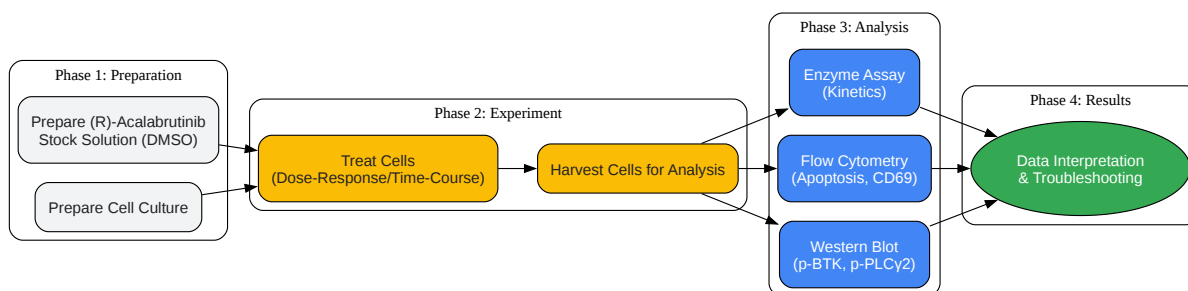 Phase 1: Preparation
Prepare (R)-Acalabrutinib
Stock Solution (DMSO)
Prepare Cell Culture
Phase 2: Experiment
Treat Cells
(Dose-Response/Time-Course)
Harvest Cells for Analysis
Phase 3: Analysis
Enzyme Assay
(Kinetics)
Flow Cytometry
(Apoptosis, CD69)
Western Blot
(p-BTK, p-PLCγ2)
Phase 4: Results
Data Interpretation
& Troubleshooting